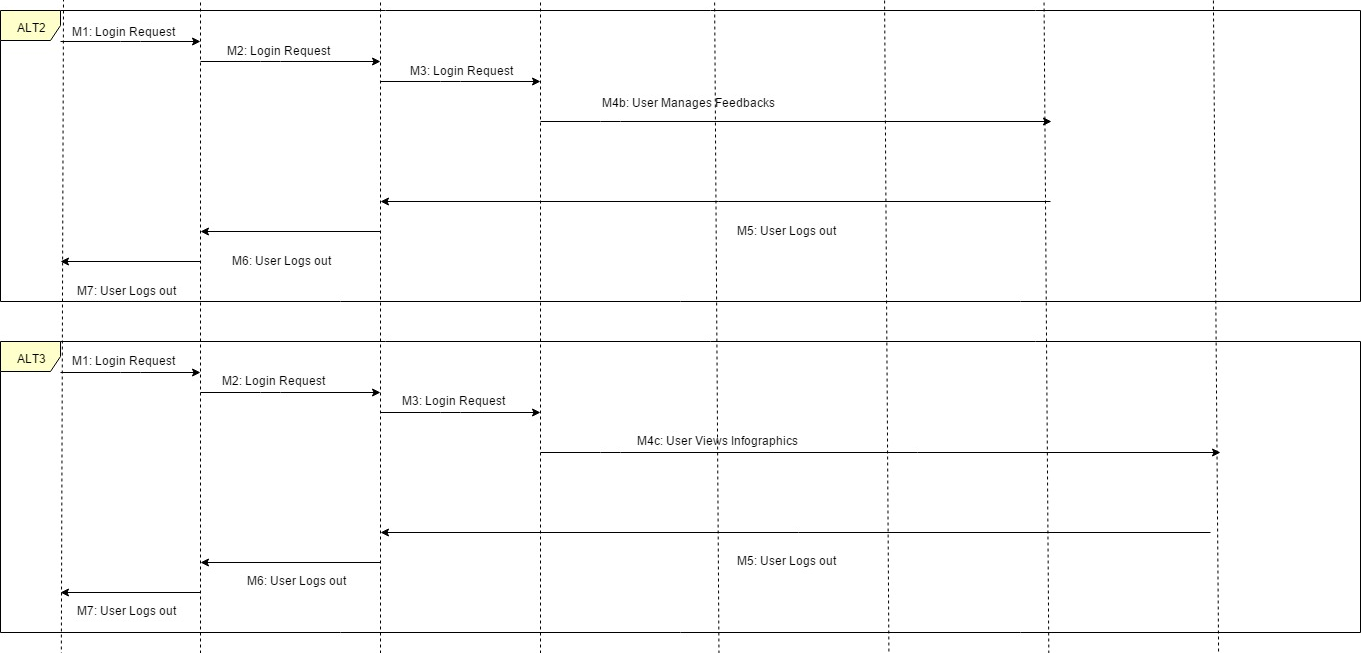 ALT2
M1: Login Request
M2: Login Request
M3: Login Request
M4b: User Manages Feedbacks
M5: User Logs out
M6: User Logs out
M7: User Logs out
ALT3
M1: Login Request
M2: Login Request
M3: Login Request
M4c: User Views Infographics
M5: User Logs out
M6: User Logs out
M7: User Logs out